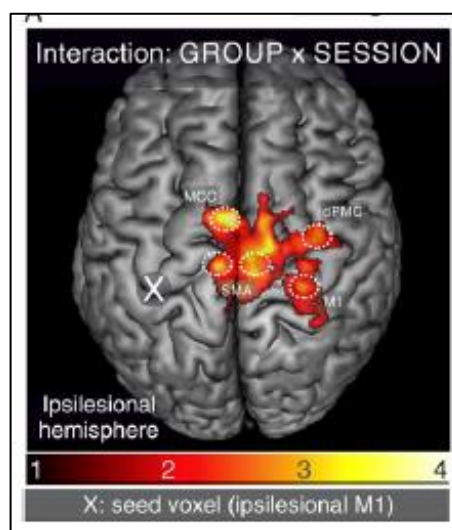 Interaction: GROUP x SESSION
MCC
dPMC
SMA
M1
X
Ipsilesional
hemisphere
1 2 3 4
X: seed voxel (ipsilesional M1)